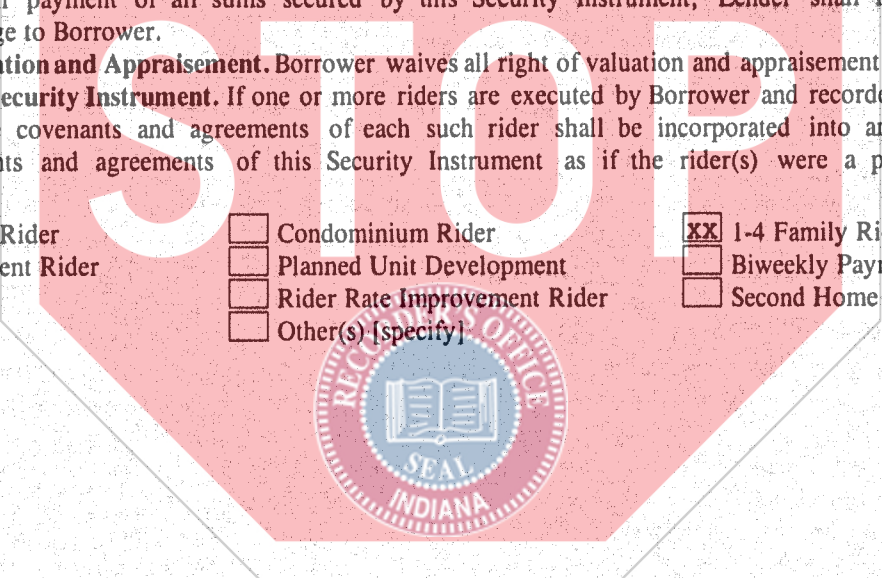 payment of all sums secured by this Security Instrument, Lender shall
ge to Borrower.
ation and Appraisement. Borrower waives all right of valuation and appraisement
ecurity Instrument. If one or more riders are executed by Borrower and recorde
covenants and agreements of each such rider shall be incorporated into a
nts and agreements of this Security Instrument as if the rider(s) were a p
Rider Condominium Rider XX 1-4 Family Ri
ent Rider Planned Unit Development Biweekly Payr
Rider Rate Improvement Rider Second Home
Other(s) [specify]
STOP
RECORDER'S OFFICE
SEAL
INDIANA